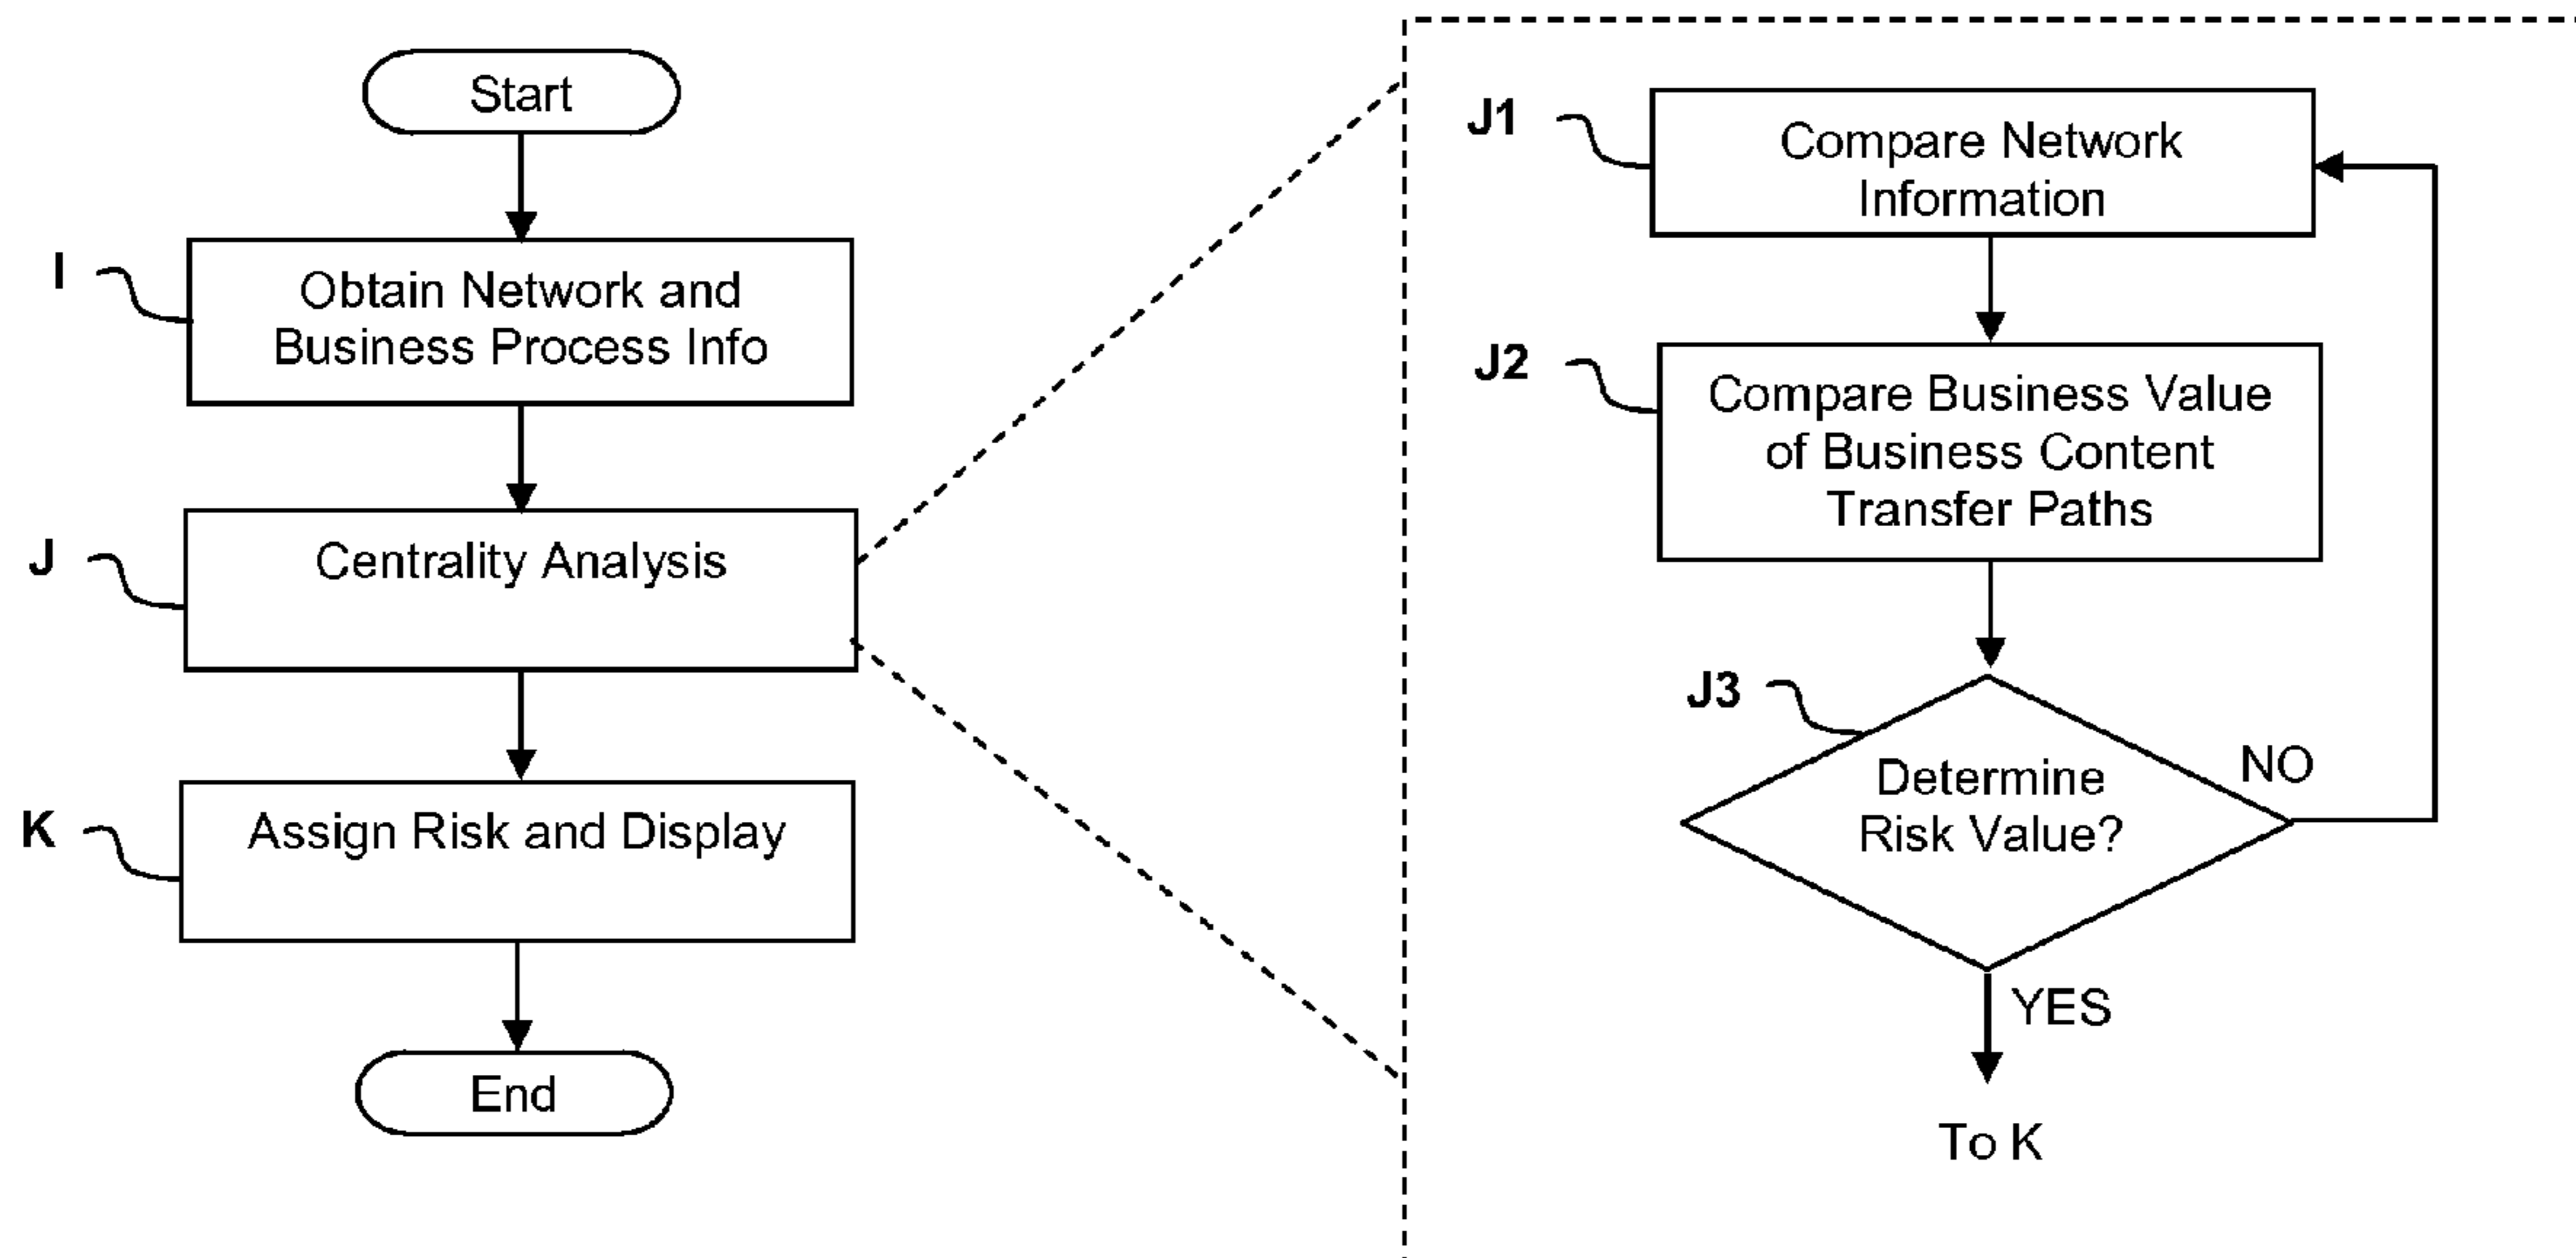 Start
I
Obtain Network and
Business Process Info
J
Centrality Analysis
K
Assign Risk and Display
End
J1
Compare Network
Information
J2
Compare Business Value
of Business Content
Transfer Paths
J3
Determine
Risk Value?
NO
YES
To K